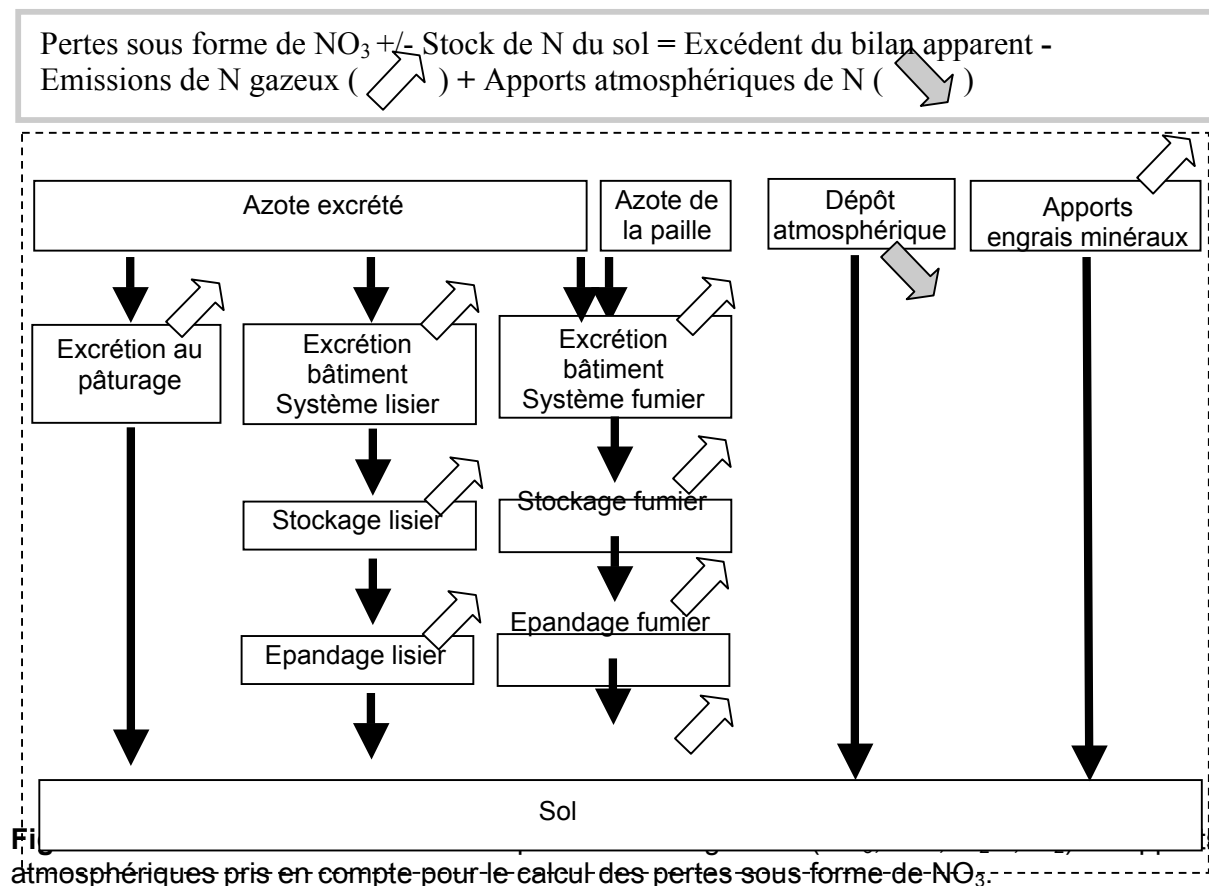 Pertes sous forme de NO₃ +/- Stock de N du sol = Excédent du bilan apparent -
Emissions de N gazeux ( ) + Apports atmosphériques de N ( )
Azote excrété
Azote de
la paille
Dépôt
atmosphérique
Apports
engrais minéraux
Excrétion au
pâturage
Excrétion
bâtiment
Système lisier
Excrétion
bâtiment
Système fumier
Stockage lisier
Stockage fumier
Epandage lisier
Epandage fumier
Sol
atmosphériques pris en compte pour le calcul des pertes sous forme de NO₃.